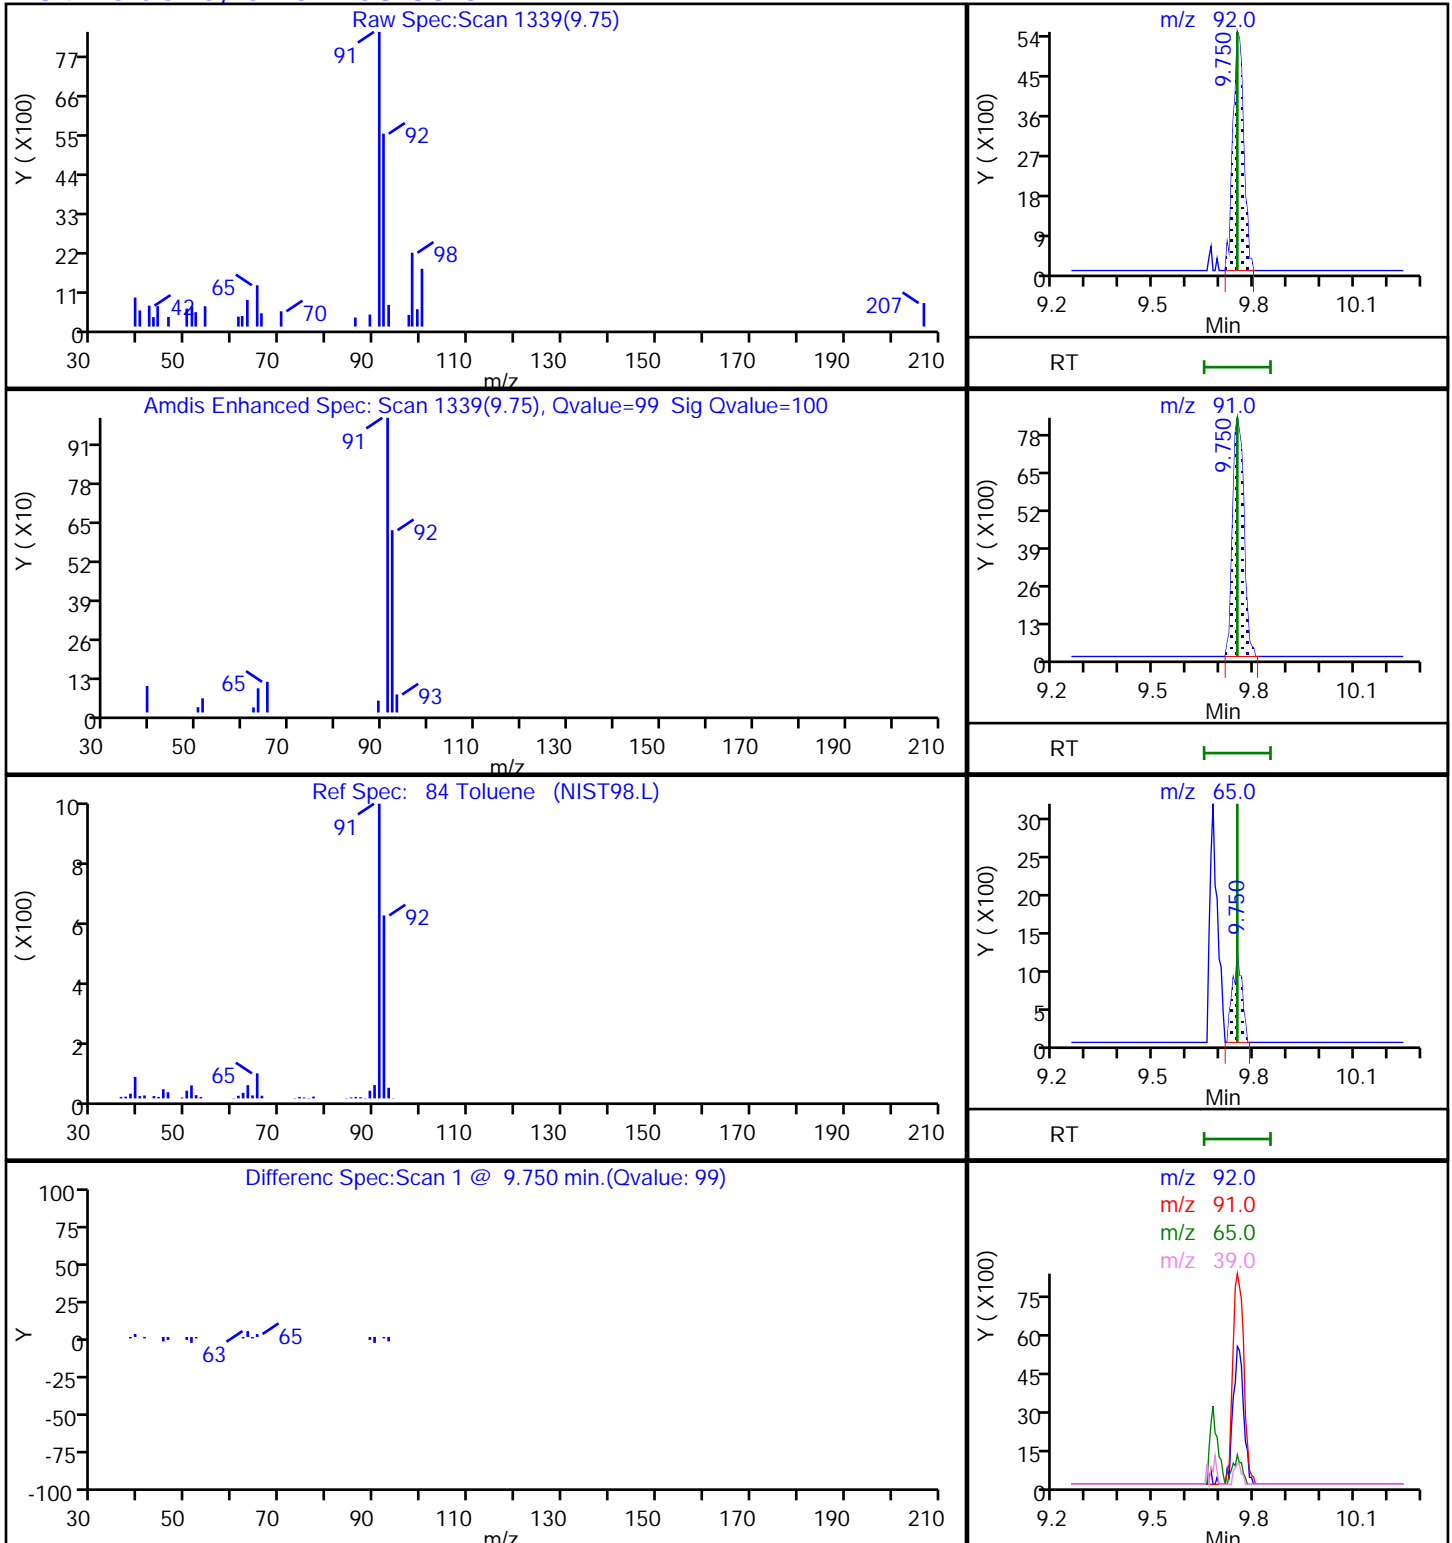 Raw Spec:Scan 1339(9.75)
Y ( X100)
77
66
55
44
33
22
11
0
91
92
98
65
42
70
207
30 50 70 90 110 130 150 170 190 210
m/z
m/z 92.0
Y ( X100)
54
45
36
27
18
9
0
9.750
9.2 9.5 9.8 10.1
Min
RT
Amdis Enhanced Spec: Scan 1339(9.75), Qvalue=99 Sig Qvalue=100
Y ( X10)
91
78
65
52
39
26
13
0
91
92
65
93
30 50 70 90 110 130 150 170 190 210
m/z
m/z 91.0
Y ( X100)
78
65
52
39
26
13
0
9.750
9.2 9.5 9.8 10.1
Min
RT
Ref Spec: 84 Toluene (NIST98.L)
( X100)
10
8
6
4
2
0
91
92
65
30 50 70 90 110 130 150 170 190 210
m/z 65.0
Y ( X100)
30
25
20
15
10
5
0
9.750
9.2 9.5 9.8 10.1
Min
RT
Differenc Spec:Scan 1 @ 9.750 min.(Qvalue: 99)
Y
100
75
50
25
0
-25
-50
-75
-100
63
65
30 50 70 90 110 130 150 170 190 210
m/z
m/z 92.0
m/z 91.0
m/z 65.0
m/z 39.0
Y ( X100)
75
60
45
30
15
0
9.2 9.5 9.8 10.1
Min